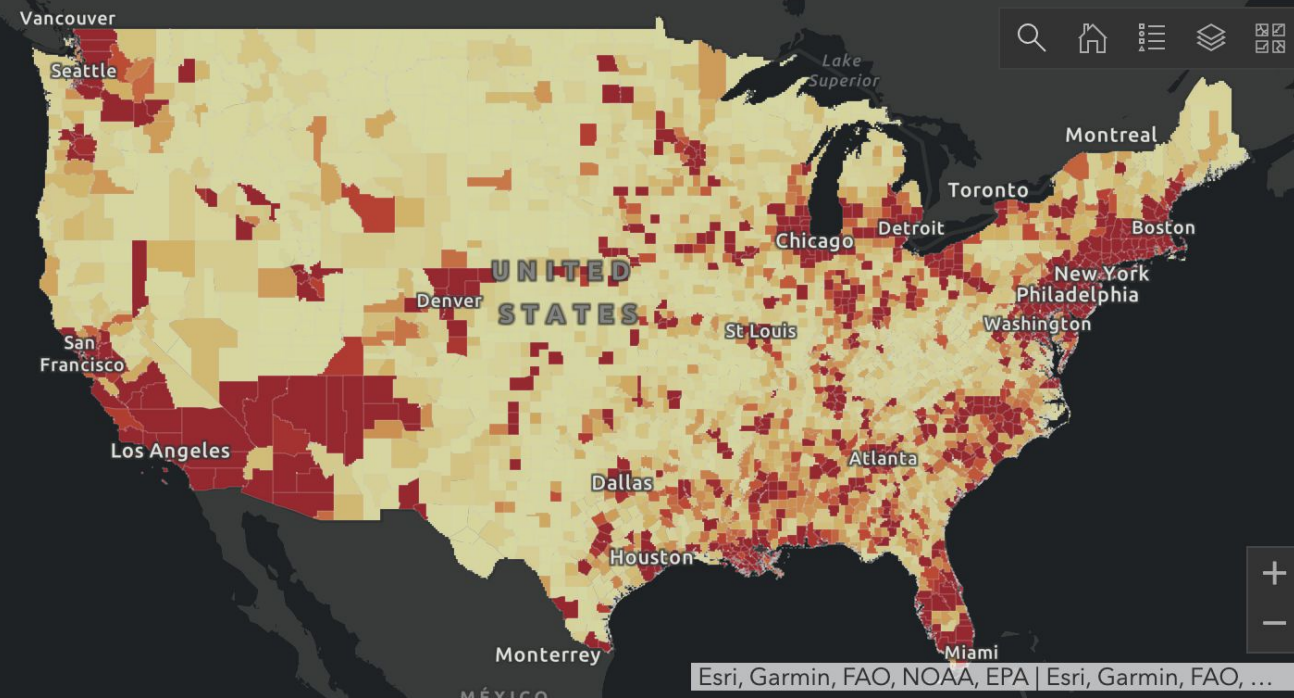 Vancouver
Seattle
Lake
Superior
Montreal
Toronto
Boston
Detroit
Chicago
New York
Philadelphia
UNITED
STATES
Denver
Washington
St Louis
San
Francisco
Los Angeles
Atlanta
Dallas
Houston
Monterrey
Miami
MÉXICO
Esri, Garmin, FAO, NOAA, EPA | Esri, Garmin, FAO, ...